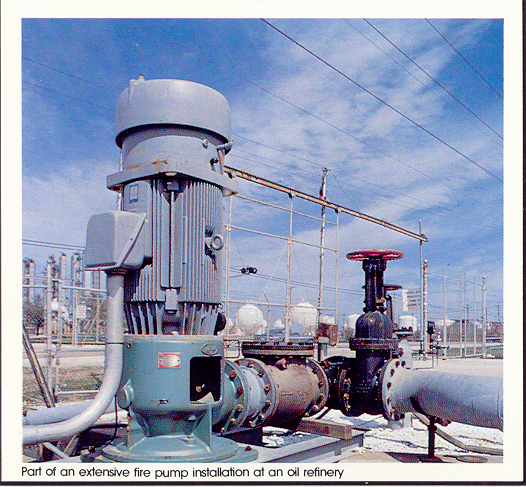 Part of an extensive fire pump installation at an oil refinery